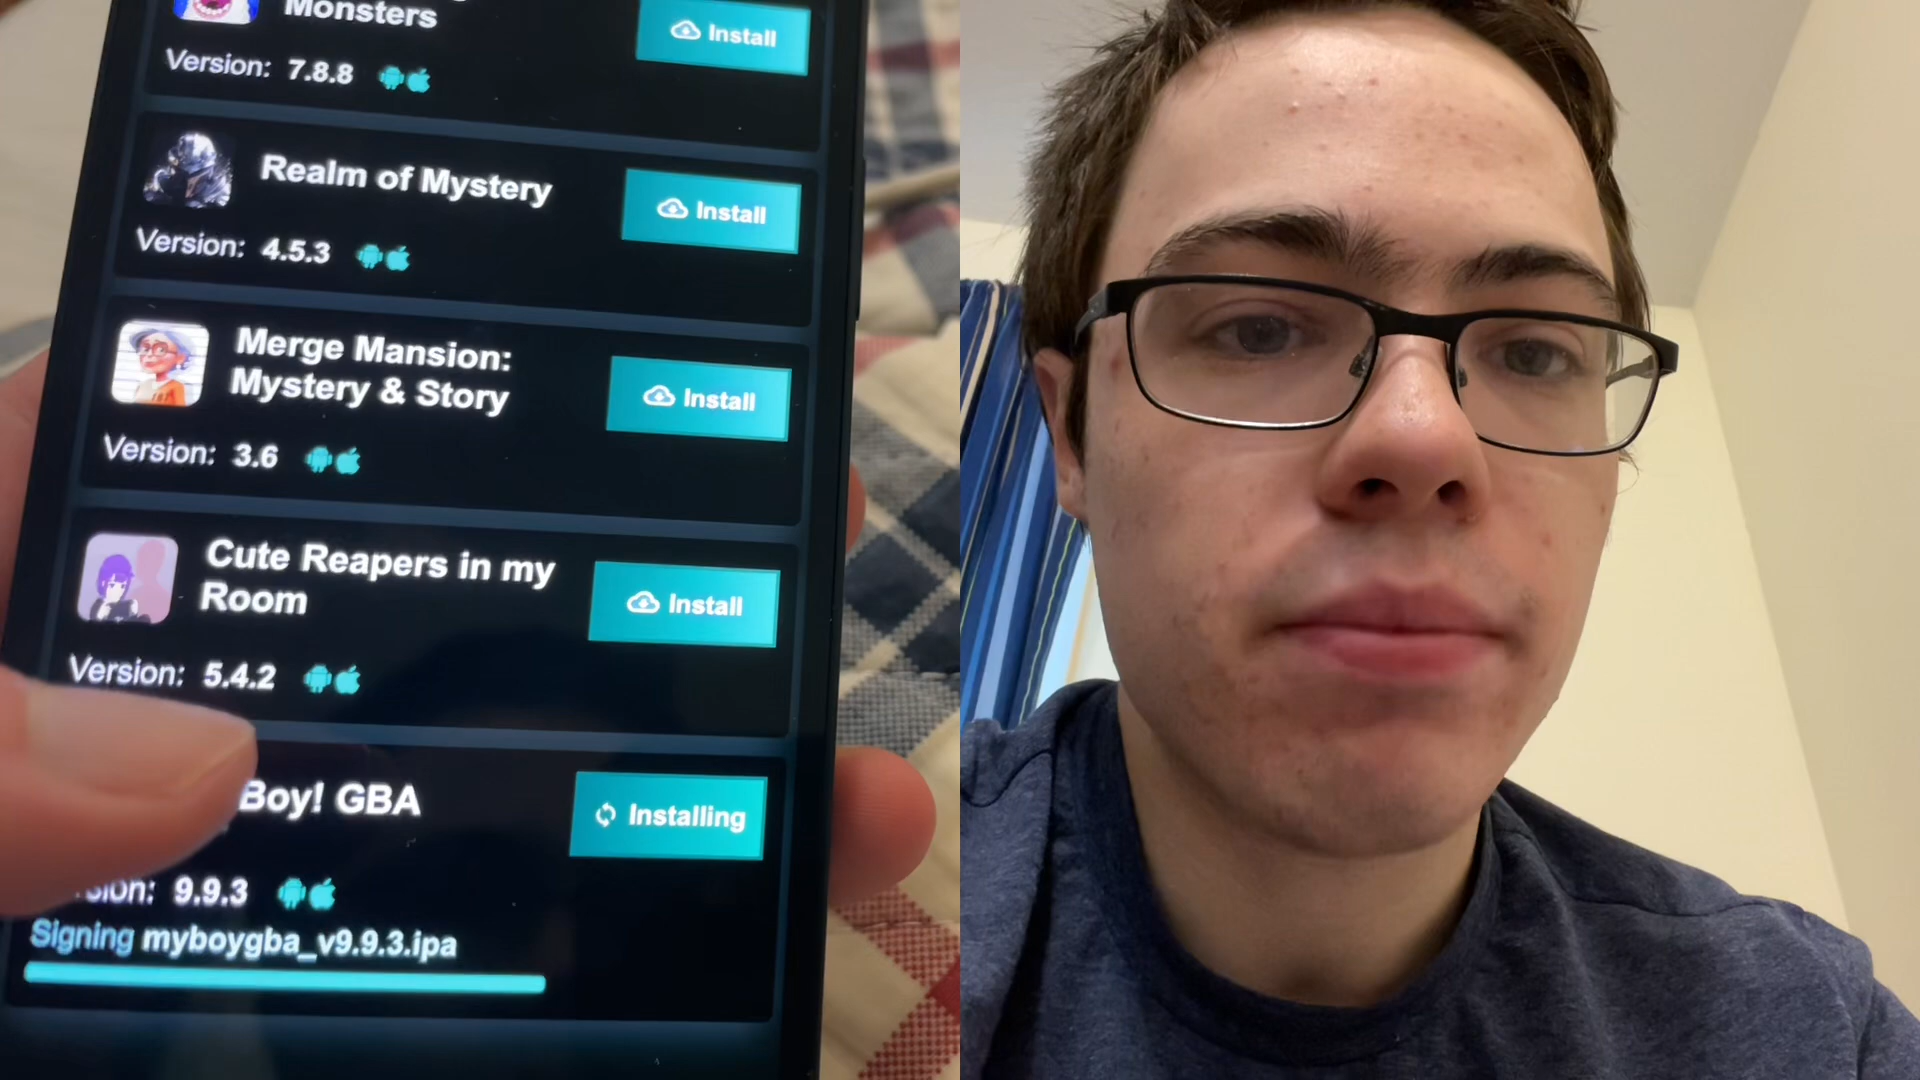 Monsters
Install
Version: 7.8.8
Realm of Mystery
Install
Version: 4.5.3
Merge Mansion:
Mystery & Story
Install
Version: 3.6
Cute Reapers in my
Room
Install
Version: 5.4.2
Boy! GBA
Installing
9.9.3
Signing myboygba_v9.9.3.ipa